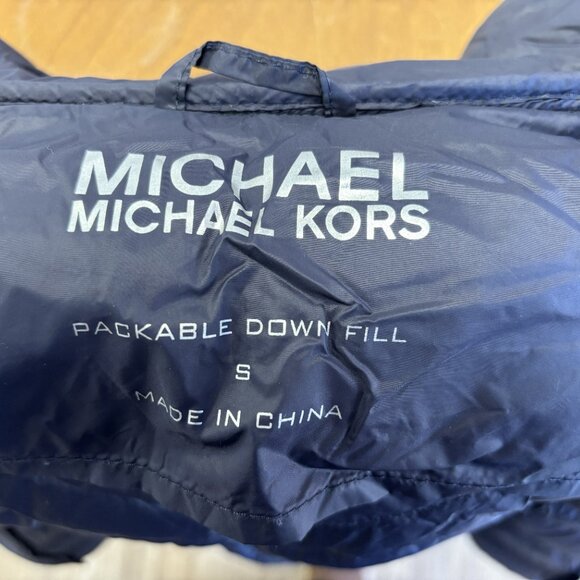 MICHAEL
MICHAEL KORS
PACKABLE DOWN FILL
S
MADE IN CHINA